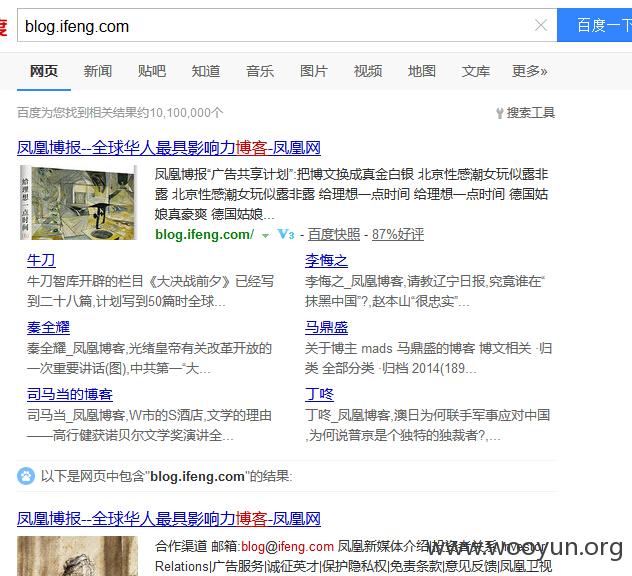 度
blog.ifeng.com
百度一下
网页 新闻 贴吧 知道 音乐 图片 视频 地图 文库 更多»
百度为您找到相关结果约10,100,000个 搜索工具
凤凰博报--全球华人最具影响力博客-凤凰网
给理想一点时间
凤凰博报"广告共享计划":把博文换成真金白银 北京性感潮女玩似露非
露 北京性感潮女玩似露非露 给理想一点时间 给理想一点时间 德国姑
娘真豪爽 德国姑娘...
blog.ifeng.com/ V3 - 百度快照 - 87%好评
牛刀 李悔之
牛刀智库开辟的栏目《大决战前夕》已经写 李悔之_凤凰博客,请教辽宁日报,究竟谁在"
到二十八篇,计划写到50篇时全球... 抹黑中国"?,赵本山"很忠实"...
秦全耀 马鼎盛
秦全耀_凤凰博客,光绪皇帝有关改革开放的 关于博主 mads 马鼎盛的博客 博文相关 ·归
一次重要讲话(图),中共第一"大... 类 全部分类 ·归档 2014(189...
司马当的博客 丁咚
司马当_凤凰博客,W市的S酒店,文学的理由 丁咚_凤凰博客,澳日为何联手军事应对中国
——高行健获诺贝尔文学奖演讲全... ,为何说普京是个独特的独裁者?,...
以下是网页中包含"blog.ifeng.com"的结果:
凤凰博报--全球华人最具影响力博客-凤凰网
合作渠道 邮箱:blog@ifeng.com 凤凰新媒体介绍|投资者关系 Investor
www.wooyun.org
Relations|广告服务|诚征英才|保护隐私权|免责条款|意见反馈|凤凰卫视